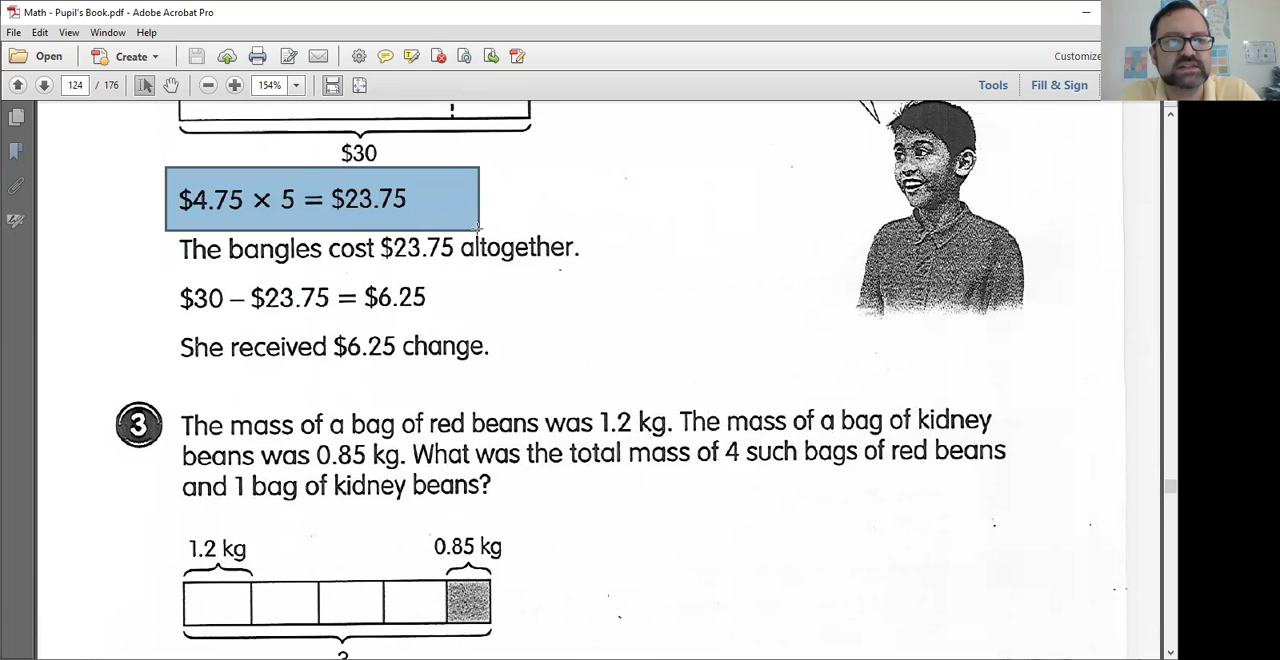 Math - Pupil's Book.pdf - Adobe Acrobat Pro
File Edit View Window Help
Open Create Customize
124 / 176 154% Tools Fill & Sign
$30
$4.75 × 5 = $23.75
The bangles cost $23.75 altogether.
$30 – $23.75 = $6.25
She received $6.25 change.
3 The mass of a bag of red beans was 1.2 kg. The mass of a bag of kidney
beans was 0.85 kg. What was the total mass of 4 such bags of red beans
and 1 bag of kidney beans?
1.2 kg 0.85 kg
?